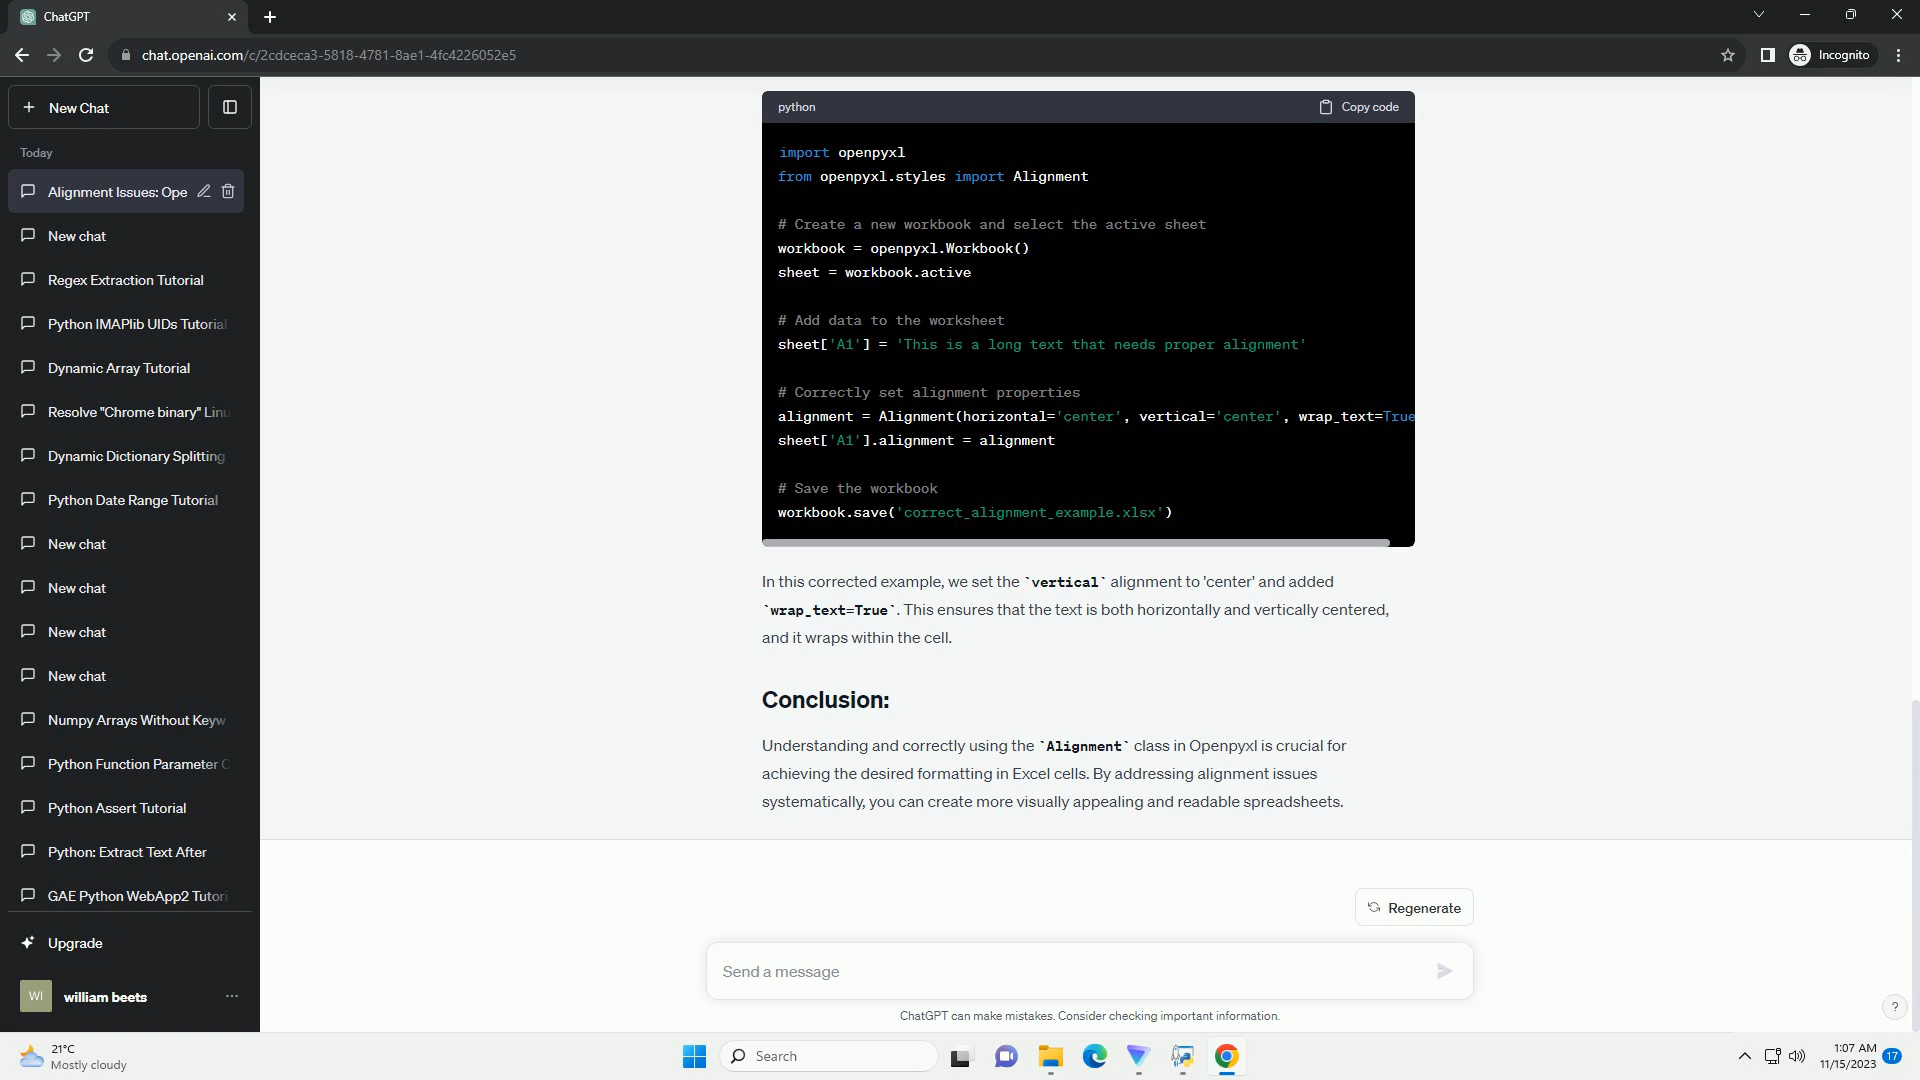 ChatGPT
chat.openai.com/c/2cdceca3-5818-4781-8ae1-4fc4226052e5
Incognito
New Chat
Today
Alignment Issues: Ope
New chat
Regex Extraction Tutorial
Python IMAPlib UIDs Tutorial
Dynamic Array Tutorial
Resolve "Chrome binary" Linu
Dynamic Dictionary Splitting
Python Date Range Tutorial
New chat
New chat
New chat
New chat
Numpy Arrays Without Keyw
Python Function Parameter C
Python Assert Tutorial
Python: Extract Text After
GAE Python WebApp2 Tutori
Upgrade
WI
william beets
python
Copy code
import openpyxl
from openpyxl.styles import Alignment
# Create a new workbook and select the active sheet
workbook = openpyxl.Workbook()
sheet = workbook.active
# Add data to the worksheet
sheet['A1'] = 'This is a long text that needs proper alignment'
# Correctly set alignment properties
alignment = Alignment(horizontal='center', vertical='center', wrap_text=True
sheet['A1'].alignment = alignment
# Save the workbook
workbook.save('correct_alignment_example.xlsx')
In this corrected example, we set the `vertical` alignment to 'center' and added
`wrap_text=True`. This ensures that the text is both horizontally and vertically centered,
and it wraps within the cell.
Conclusion:
Understanding and correctly using the `Alignment` class in Openpyxl is crucial for
achieving the desired formatting in Excel cells. By addressing alignment issues
systematically, you can create more visually appealing and readable spreadsheets.
Regenerate
Send a message
ChatGPT can make mistakes. Consider checking important information.
?
21°C
Mostly cloudy
Search
1:07 AM
11/15/2023
17